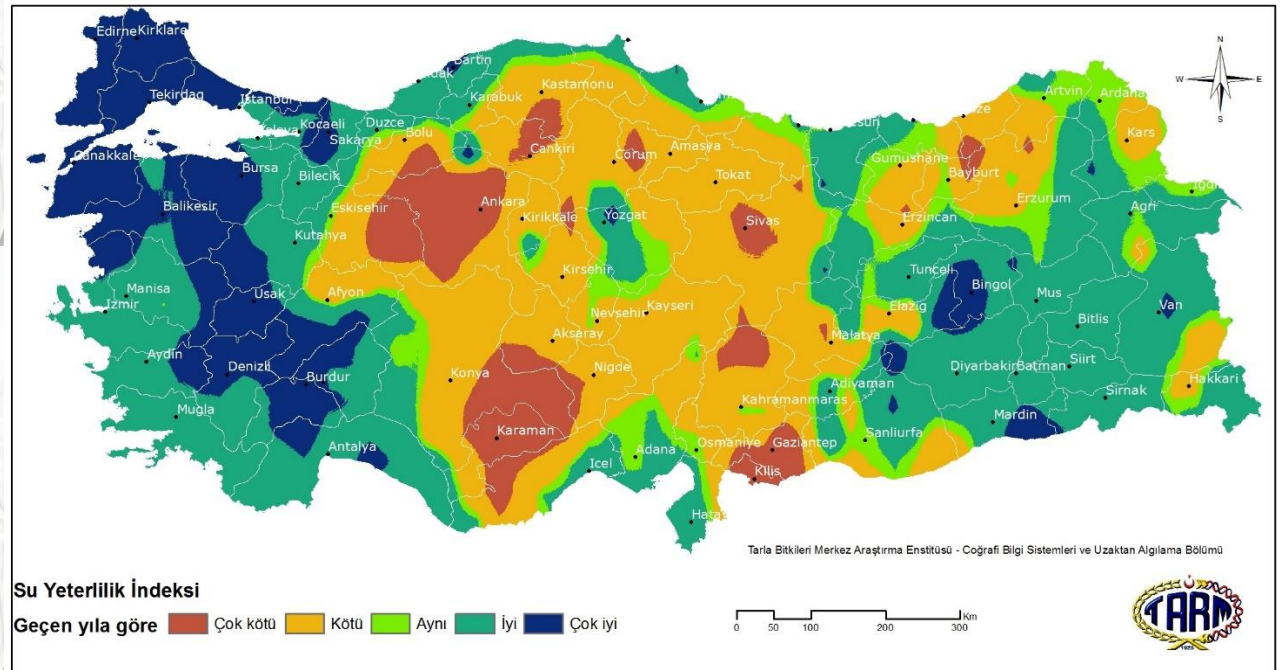 Edirne Kirklare
Bartin
Kastamonu
Tekirdag
Istanbul
Karabuk
Artvin
Ardaha
Kocaeli
Duzce
Bolu
Kars
Sakarya
Canakkale
Bursa
Cankiri
Corum
Amasya
Gumushane
Bilecik
Tokat
Bayburt
Balikesir
Eskisehir
Ankara
Kirikkale
Yozgat
Sivas
Erzincan
Erzurum
Agri
Kutahya
Kirsehir
Tunceli
Manisa
Usak
Afyon
Bingol
Mus
Van
Izmir
Nevsehir
Kayseri
Elazig
Bitlis
Aksaray
Malatya
Aydin
Denizli
Burdur
Konya
Nigde
Diyarbakir
Batman
Siirt
Adiyaman
Hakkari
Mugla
Kahramanmaras
Sirnak
Karaman
Mardin
Antalya
Icel
Adana
Osmaniye
Gaziantep
Sanliurfa
Kilis
Hata
N
W
E
S
Tarla Bitkileri Merkez Araştırma Enstitüsü - Coğrafi Bilgi Sistemleri ve Uzaktan Algılama Bölümü
Su Yeterlilik İndeksi
Geçen yıla göre Çok kötü Kötü Aynı İyi Çok iyi
Km
0 50 100 200 300
TARM